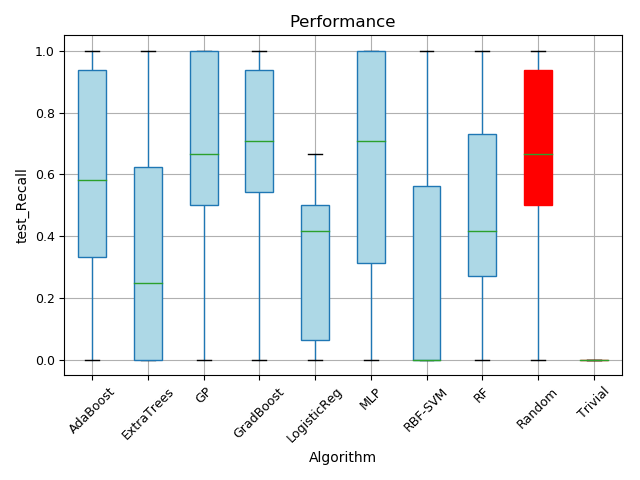 Performance
1.0
0.8
0.6
0.4
0.2
0.0
test_Recall
AdaBoost
ExtraTrees
GP
GradBoost
LogisticReg
MLP
RBF-SVM
RF
Random
Trivial
Algorithm